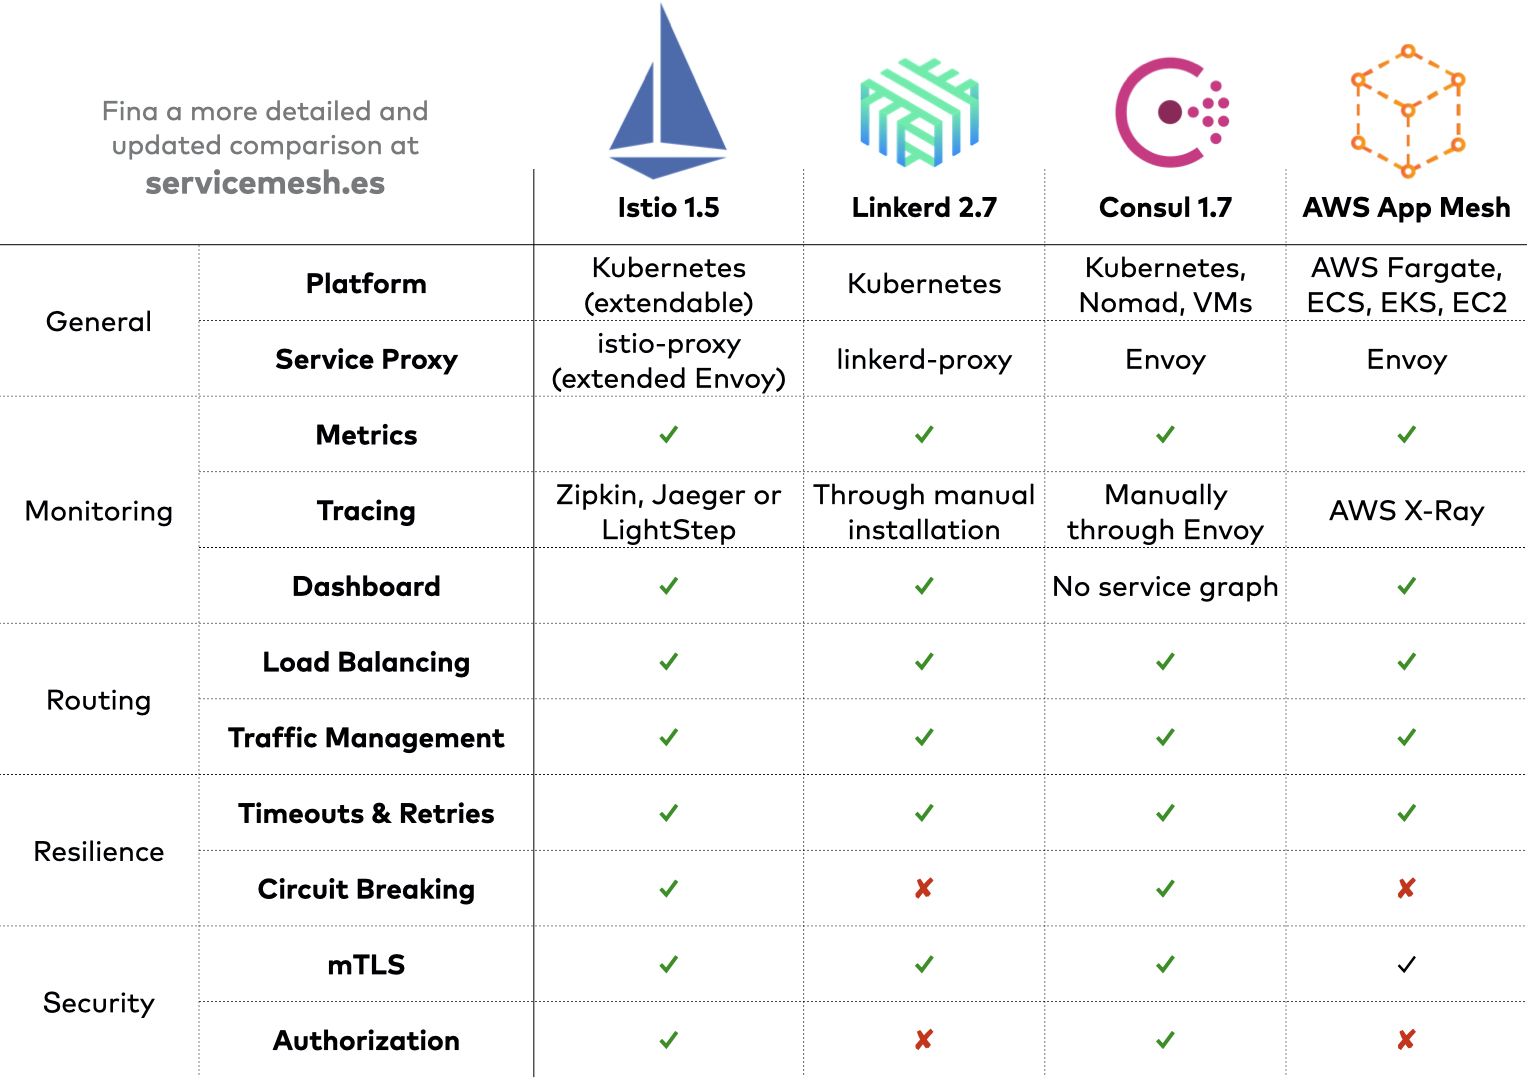 Fina a more detailed and
updated comparison at
servicemesh.es
Istio 1.5
Linkerd 2.7
Consul 1.7
AWS App Mesh
General
Platform
Kubernetes
(extendable)
Kubernetes
Kubernetes,
Nomad, VMs
AWS Fargate,
ECS, EKS, EC2
Service Proxy
istio-proxy
(extended Envoy)
linkerd-proxy
Envoy
Envoy
Monitoring
Metrics
✓ ✓ ✓ ✓
Tracing
Zipkin, Jaeger or
LightStep
Through manual
installation
Manually
through Envoy
AWS X-Ray
Dashboard
✓ ✓ No service graph ✓
Routing
Load Balancing
✓ ✓ ✓ ✓
Traffic Management
✓ ✓ ✓ ✓
Resilience
Timeouts & Retries
✓ ✓ ✓ ✓
Circuit Breaking
✓ ✘ ✓ ✘
Security
mTLS
✓ ✓ ✓ ✓
Authorization
✓ ✘ ✓ ✘